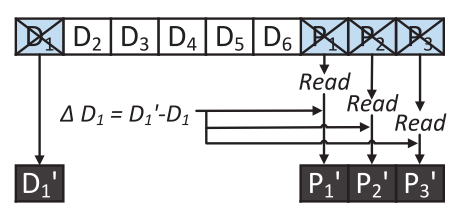 D₁ D₂ D₃ D₄ D₅ D₆ P₁ P₂ P₃
Read
Read
Δ D₁ = D₁'-D₁
Read
D₁' P₁' P₂' P₃'